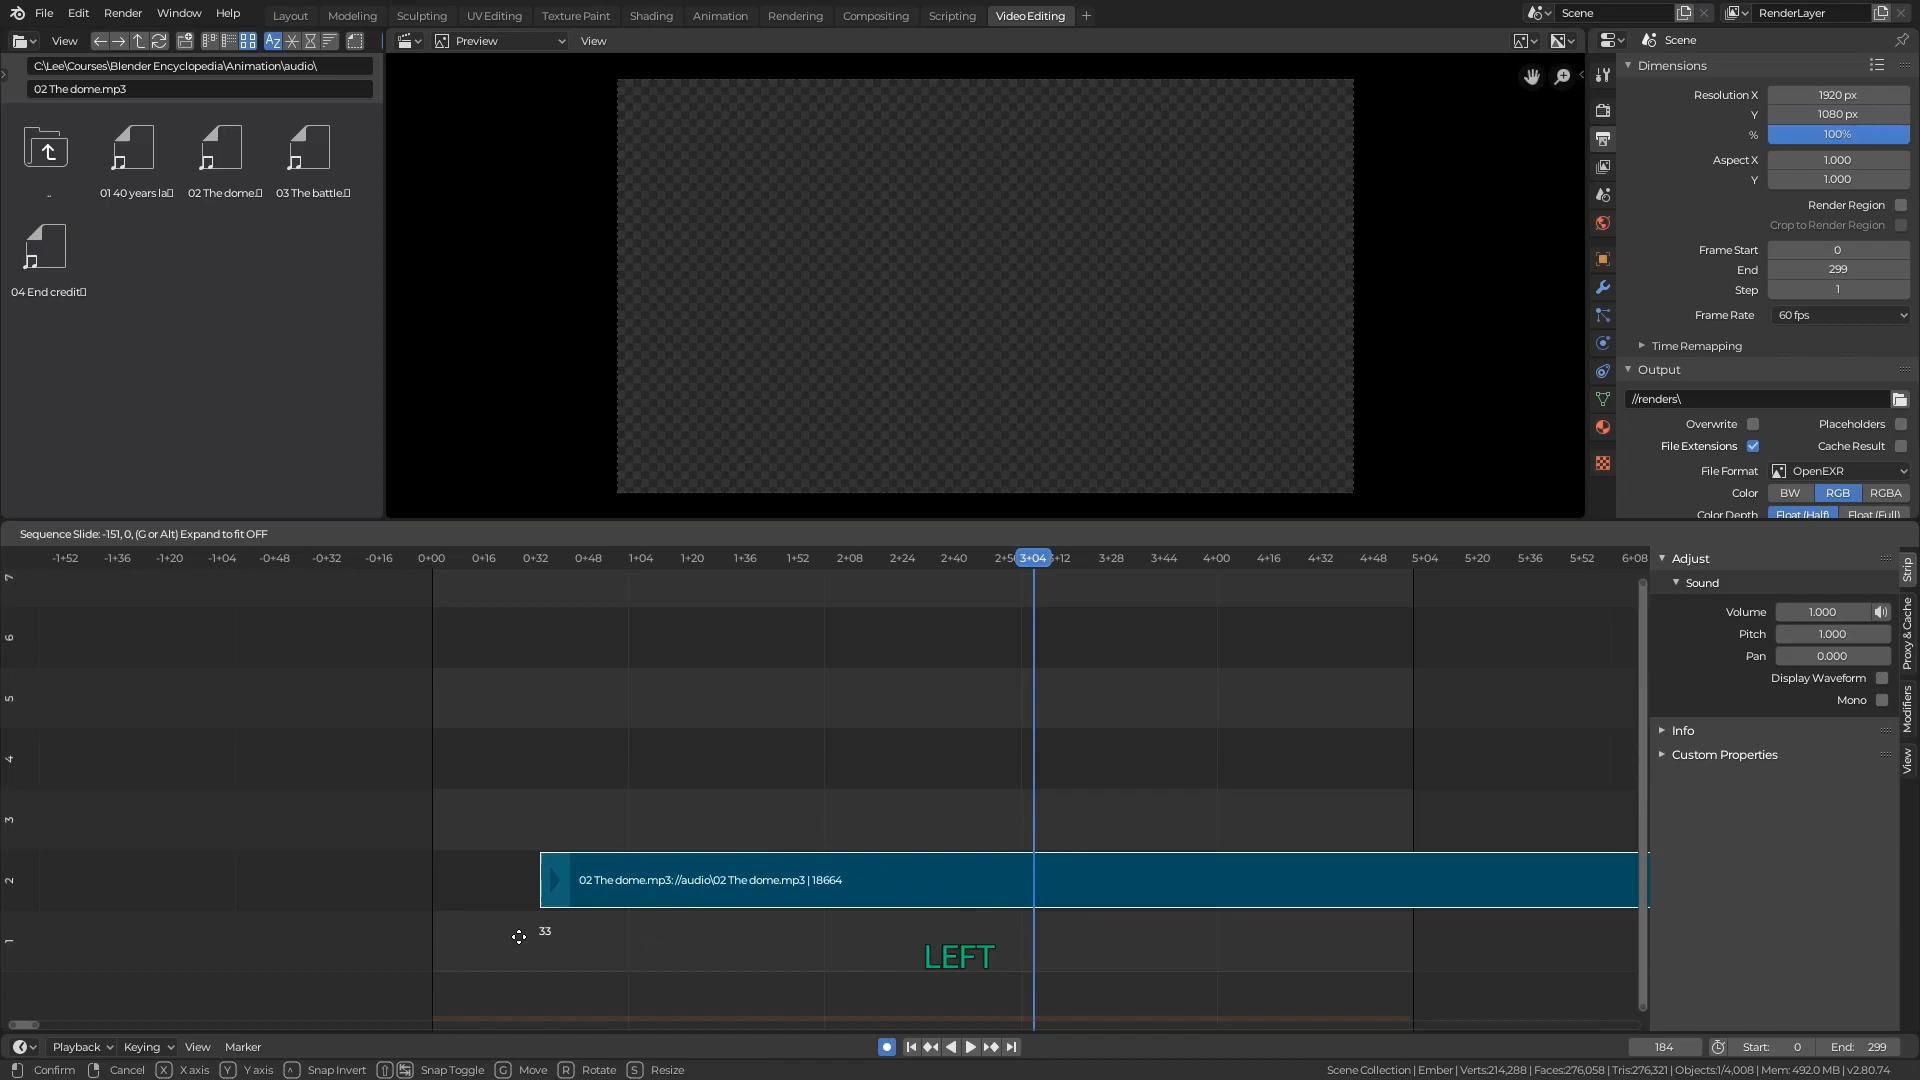 File Edit Render Window Help Layout Modeling Sculpting UV Editing Texture Paint Shading Animation Rendering Compositing Scripting Video Editing + Scene RenderLayer
View Preview View Scene
C:\Lee\Courses\Blender Encyclopedia\Animation\audio\
02 The dome.mp3
..
01 40 years la
02 The dome.
03 The battle.
04 End credit
Dimensions
Resolution X 1920 px
Y 1080 px
% 100%
Aspect X 1.000
Y 1.000
Render Region
Crop to Render Region
Frame Start 0
End 299
Step 1
Frame Rate 60 fps
Time Remapping
Output
//renders\
Overwrite Placeholders
File Extensions Cache Result
File Format OpenEXR
Color BW RGB RGBA
Color Depth Float (Half) Float (Full)
Sequence Slide: -151, 0, (G or Alt) Expand to fit OFF
-1+52 -1+36 -1+20 -1+04 -0+48 -0+32 -0+16 0+00 0+16 0+32 0+48 1+04 1+20 1+36 1+52 2+08 2+24 2+40 3+04 3+28 3+44 4+00 4+16 4+32 4+48 5+04 5+20 5+36 5+52 6+08
7
6
5
4
3
2
1
02 The dome.mp3: //audio\02 The dome.mp3 | 18664
33
LEFT
Adjust
Sound
Volume 1.000
Pitch 1.000
Pan 0.000
Display Waveform
Mono
Info
Custom Properties
Strip
Proxy & Cache
Modifiers
View
Playback Keying View Marker 184 Start: 0 End: 299
Confirm Cancel X X axis Y Y axis Snap Invert Snap Toggle G Move R Rotate S Resize Scene Collection | Ember | Verts:214,288 | Faces:276,058 | Tris:276,321 | Objects:1/4,008 | Mem: 492.0 MB | v2.80.74